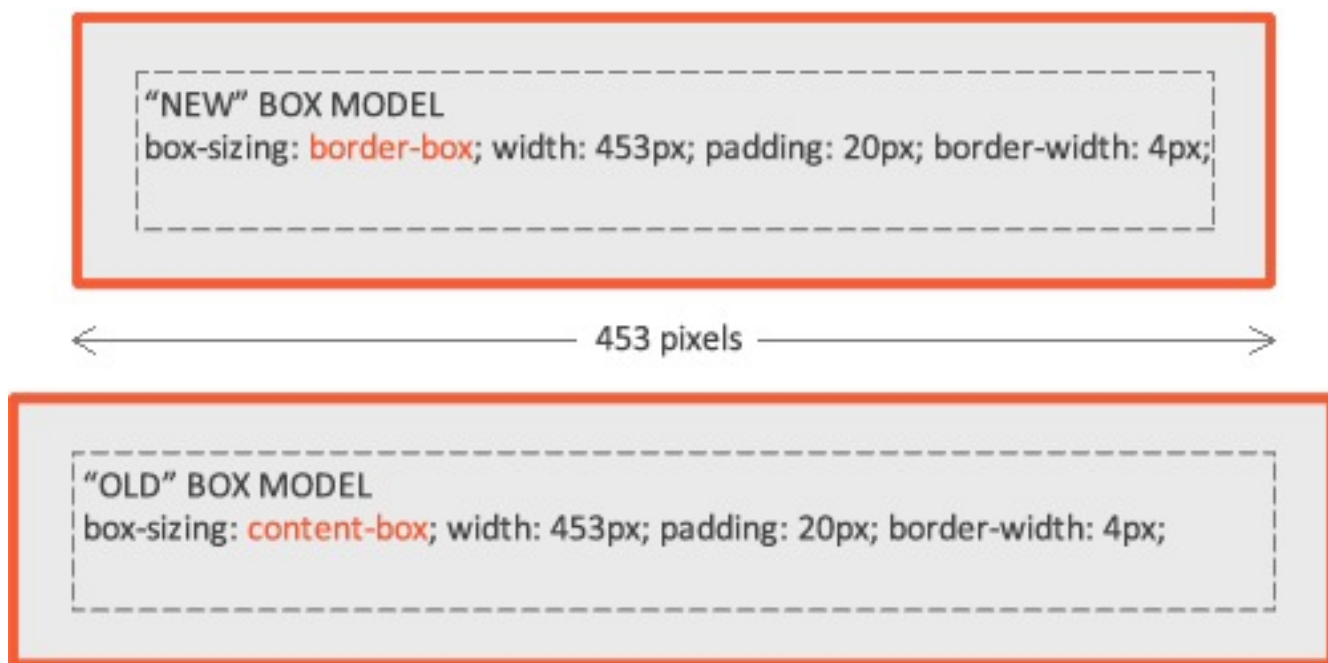 “NEW” BOX MODEL
box-sizing: border-box; width: 453px; padding: 20px; border-width: 4px;
453 pixels
“OLD” BOX MODEL
box-sizing: content-box; width: 453px; padding: 20px; border-width: 4px;